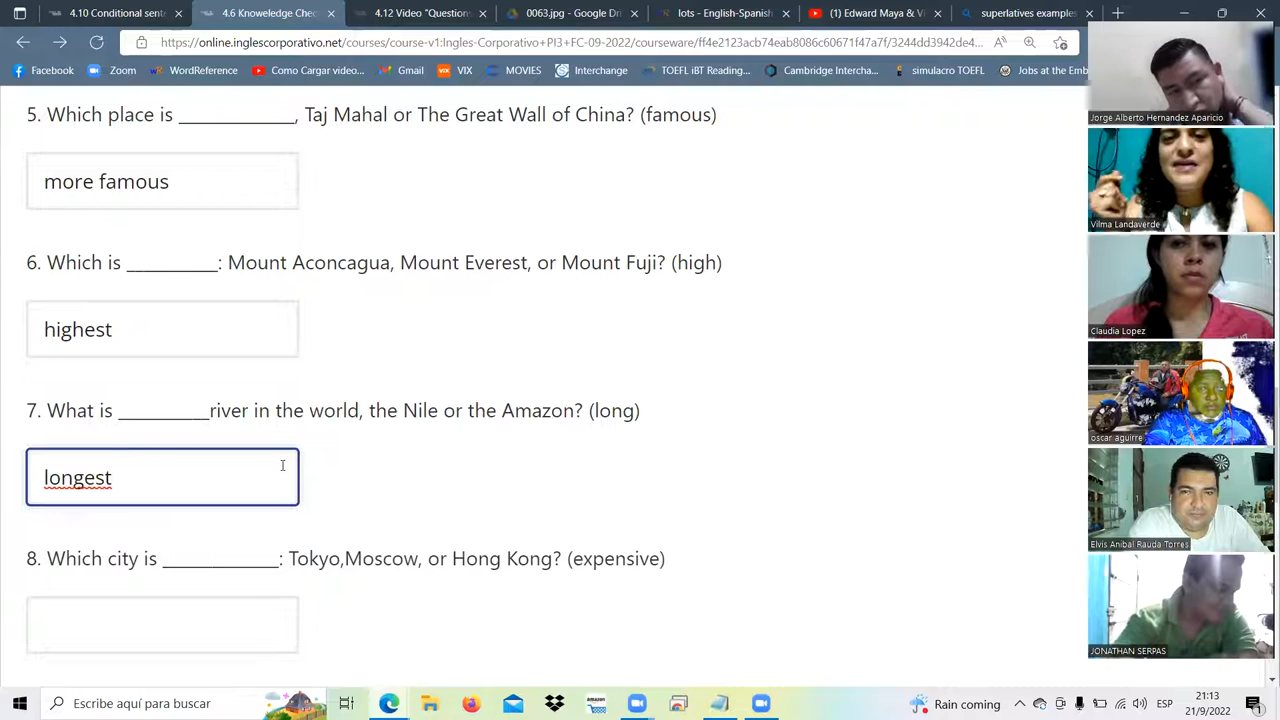 4.10 Conditional sent
4.6 Knowledge Chec
4.12 Video "Question
0063.jpg - Google Dri
lots - English-Spanish
(1) Edward Maya & Vi
superlatives examples
https://online.inglescorporativo.net/courses/course-v1:Ingles-Corporativo+PI3+FC-09-2022/courseware/ff4e2123acb74eab8086c60671f47a7f/3244dd3942de4...
Facebook
Zoom
WordReference
Como Cargar video...
Gmail
VIX
MOVIES
Interchange
TOEFL iBT Reading...
Cambridge Intercha...
simulacro TOEFL
Jobs at the Emb
5. Which place is ____________, Taj Mahal or The Great Wall of China? (famous)
more famous
6. Which is _________: Mount Aconcagua, Mount Everest, or Mount Fuji? (high)
highest
7. What is _________river in the world, the Nile or the Amazon? (long)
longest
8. Which city is ____________: Tokyo,Moscow, or Hong Kong? (expensive)
Jorge Alberto Hernandez Aparicio
Vilma Landaverde
Claudia Lopez
oscar aguirre
Elvis Anibal Rauda Torres
JONATHAN SERPAS
Escribe aquí para buscar
amazon
Rain coming
ESP
21:13
21/9/2022
1